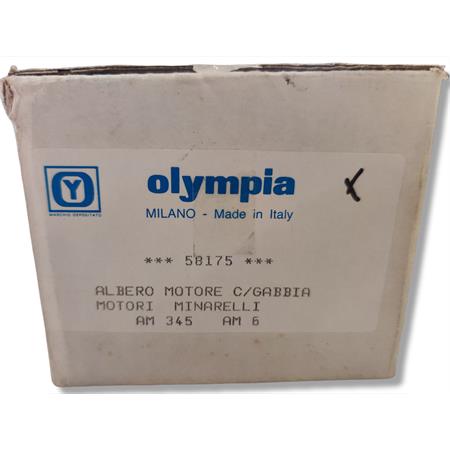 Y
MARCHIO DEPOSITATO
olympia
MILANO - Made in Italy
*** 58175 ***
ALBERO MOTORE C/GABBIA
MOTORI MINARELLI
AM 345 AM 6